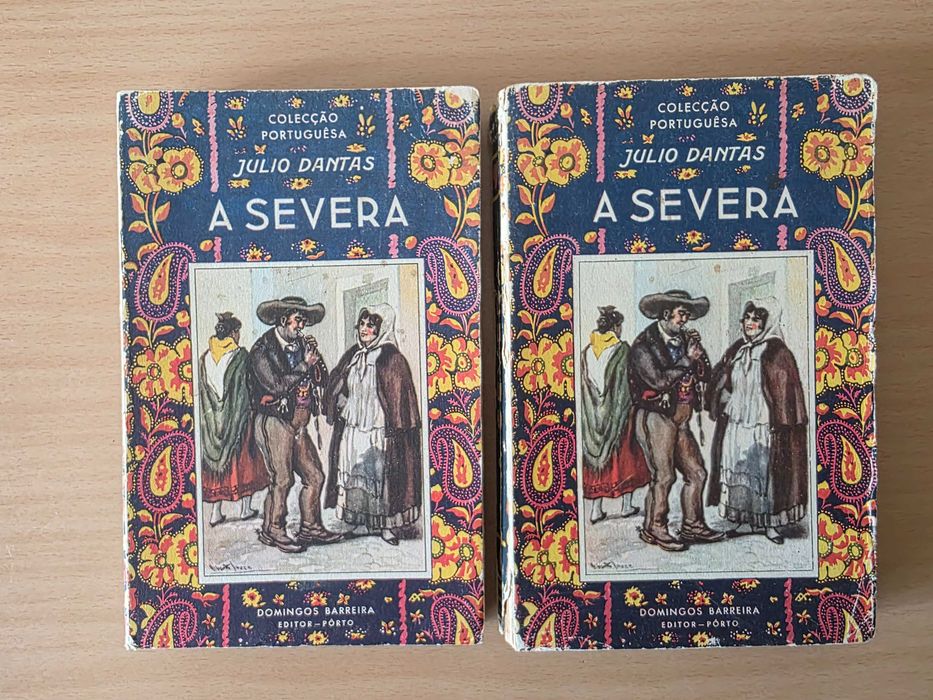 COLECÇÃO
PORTUGUÊSA
JULIO DANTAS
A SEVERA
DOMINGOS BARREIRA
EDITOR—PÔRTO
COLECÇÃO
PORTUGUÊSA
JULIO DANTAS
A SEVERA
DOMINGOS BARREIRA
EDITOR—PÔRTO